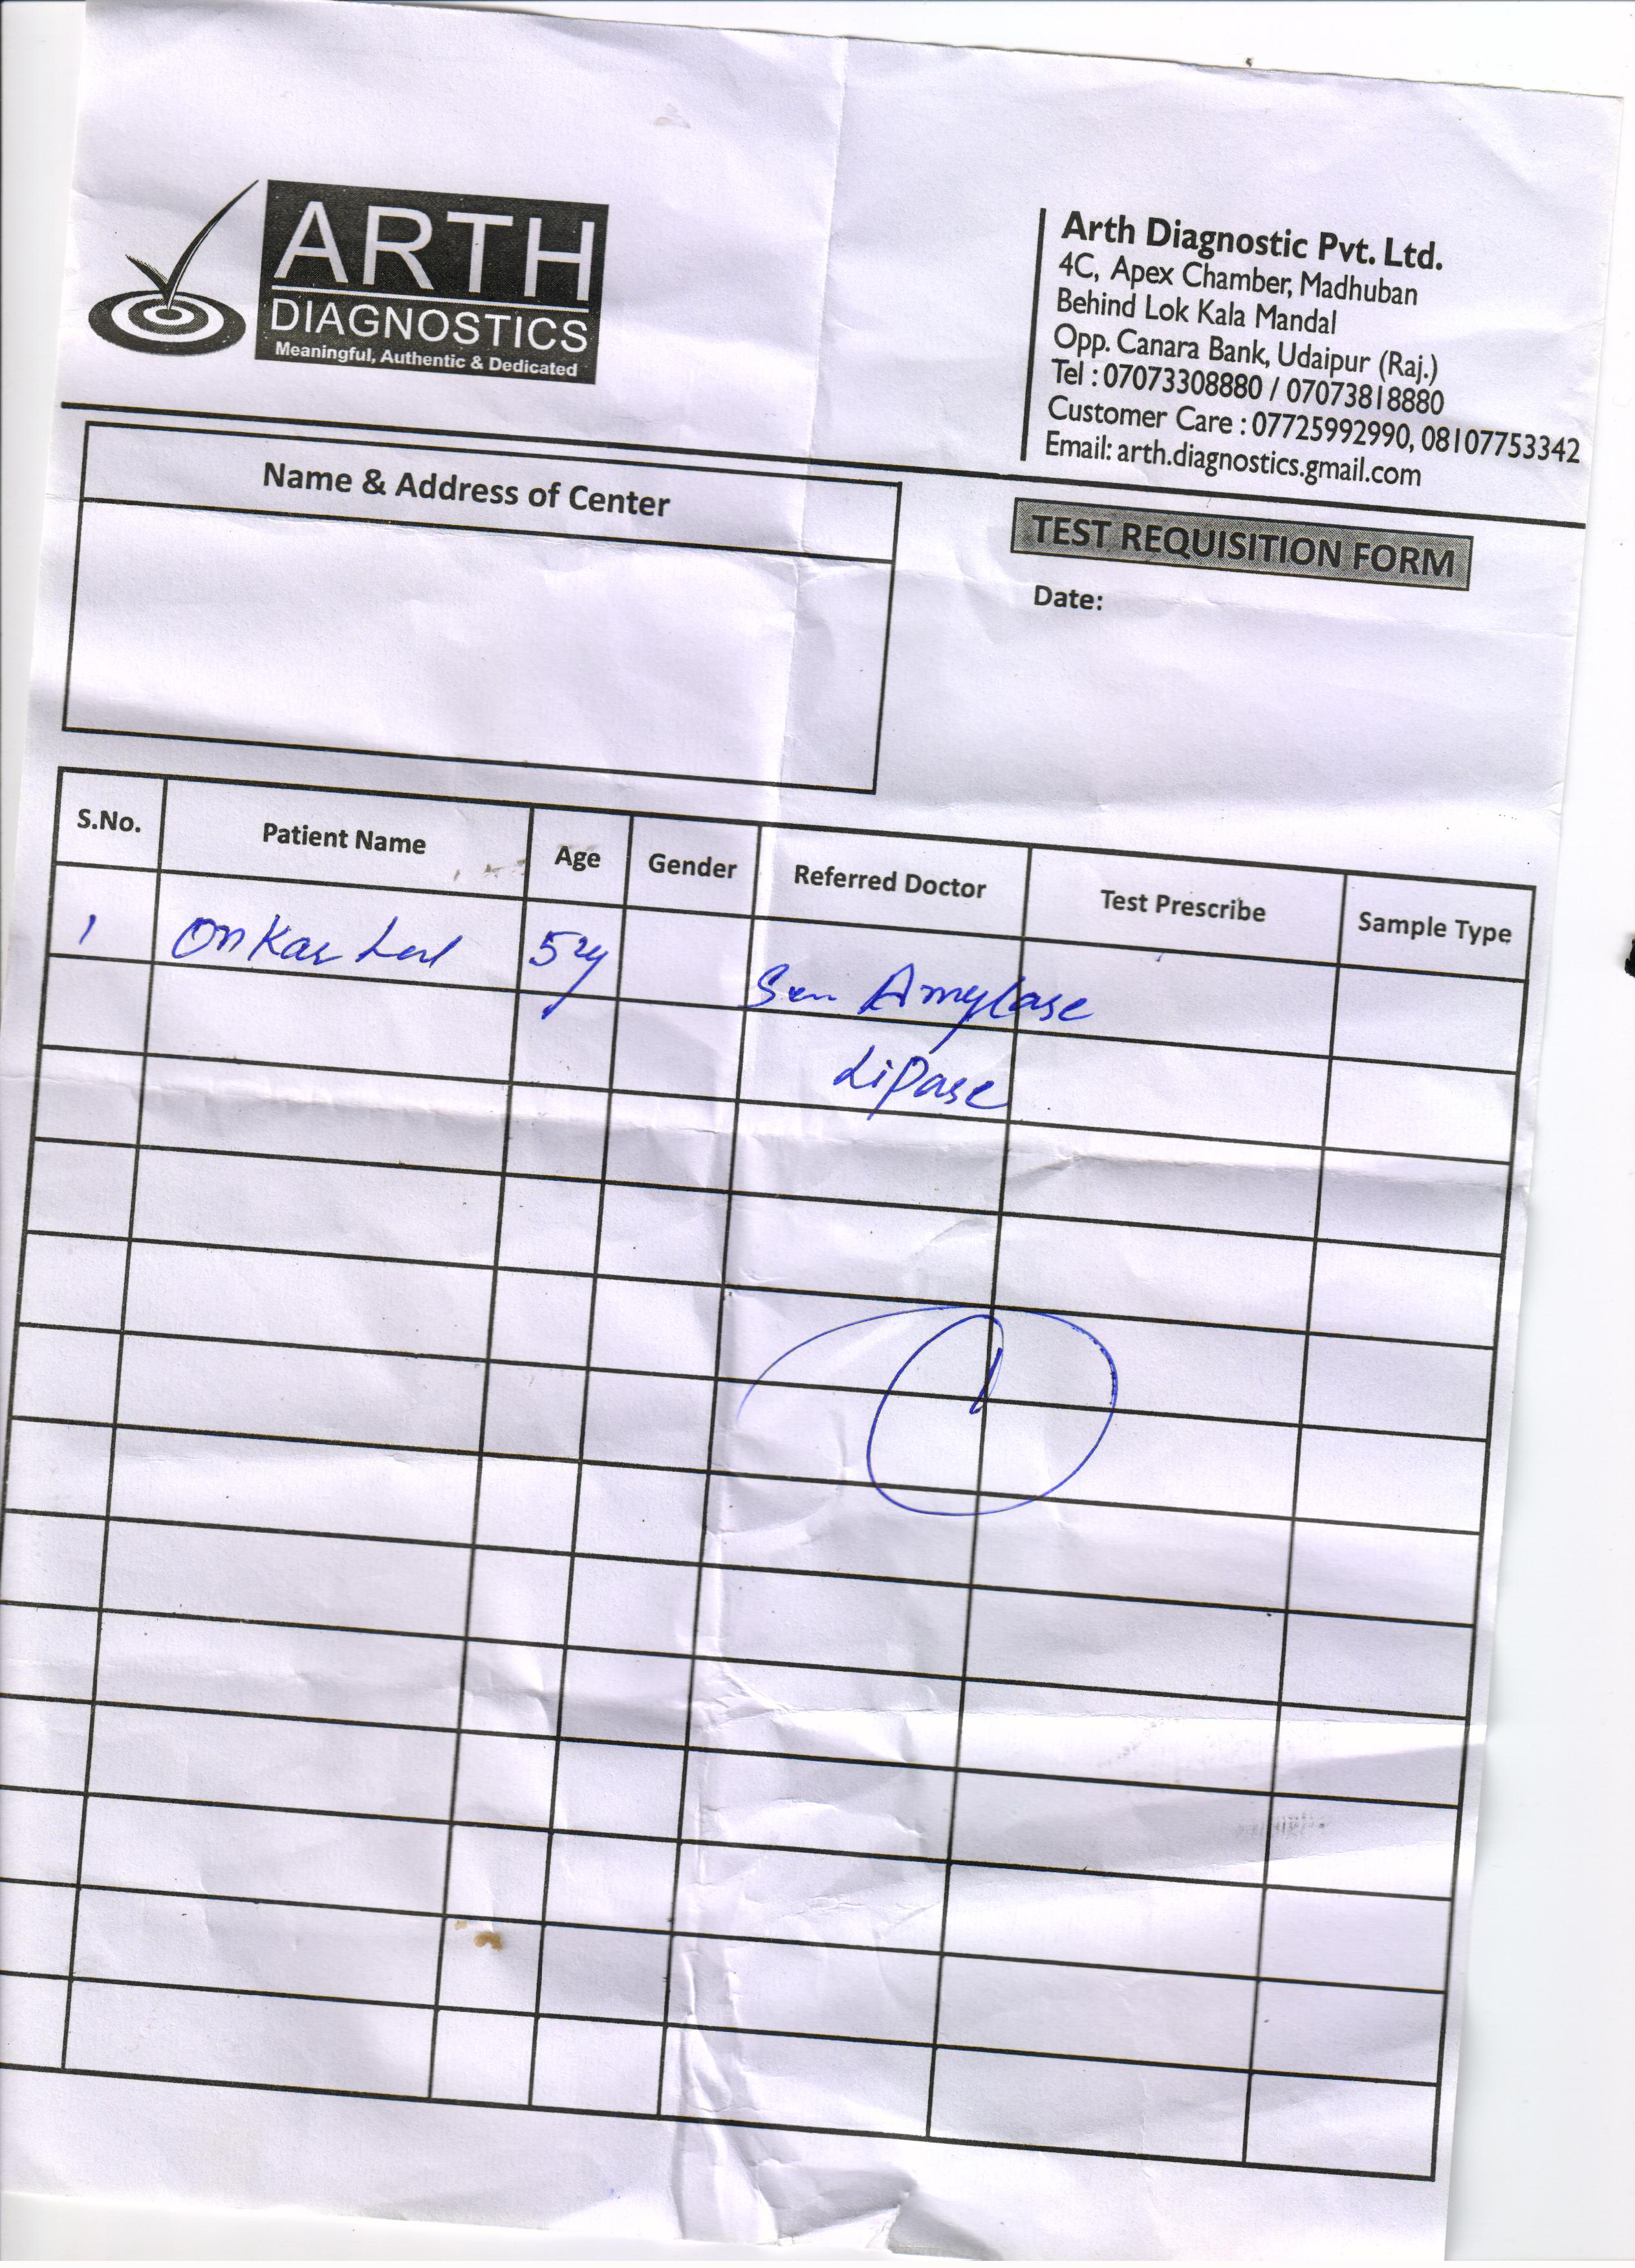 ARTH
DIAGNOSTICS
Meaningful, Authentic & Dedicated
Arth Diagnostic Pvt. Ltd.
4C, Apex Chamber, Madhuban
Behind Lok Kala Mandal
Opp. Canara Bank, Udaipur (Raj.)
Tel : 07073308880 / 07073818880
Customer Care : 07725992990, 08107753342
Email: arth.diagnostics.gmail.com
Name & Address of Center
TEST REQUISITION FORM
Date:
S.No. Patient Name Age Gender Referred Doctor Test Prescribe Sample Type
1 Onkar Lal Amylase
Lipase